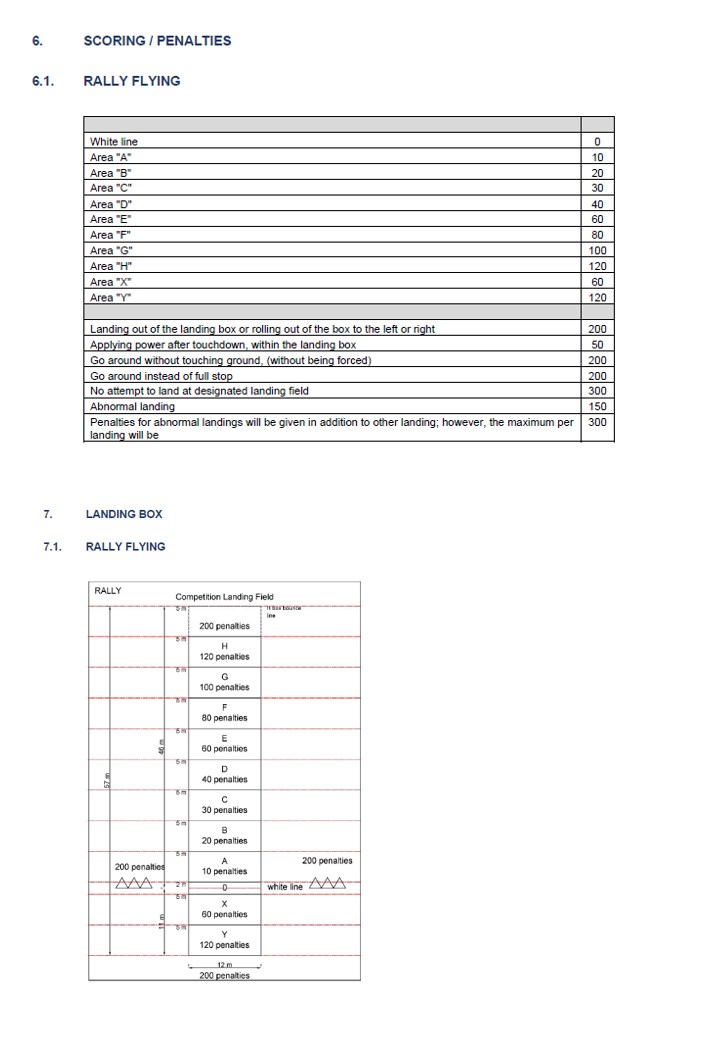 6. SCORING / PENALTIES
6.1. RALLY FLYING
White line 0
Area "A" 10
Area "B" 20
Area "C" 30
Area "D" 40
Area "E" 60
Area "F" 80
Area "G" 100
Area "H" 120
Area "X" 60
Area "Y" 120
Landing out of the landing box or rolling out of the box to the left or right 200
Applying power after touchdown, within the landing box 50
Go around without touching ground, (without being forced) 200
Go around instead of full stop 200
No attempt to land at designated landing field 300
Abnormal landing 150
Penalties for abnormal landings will be given in addition to other landing; however, the maximum per 300
landing will be
7. LANDING BOX
7.1. RALLY FLYING
RALLY
Competition Landing Field
5 m
bounce
line
200 penalties
5 m
H
120 penalties
5 m
G
100 penalties
5 m
F
80 penalties
5 m
E
46 m
60 penalties
5 m
D
57 m
40 penalties
5 m
C
30 penalties
5 m
B
20 penalties
5 m
A
200 penalties
200 penalties
10 penalties
2 m
0
white line
5 m
X
11 m
60 penalties
5 m
Y
120 penalties
12 m
200 penalties